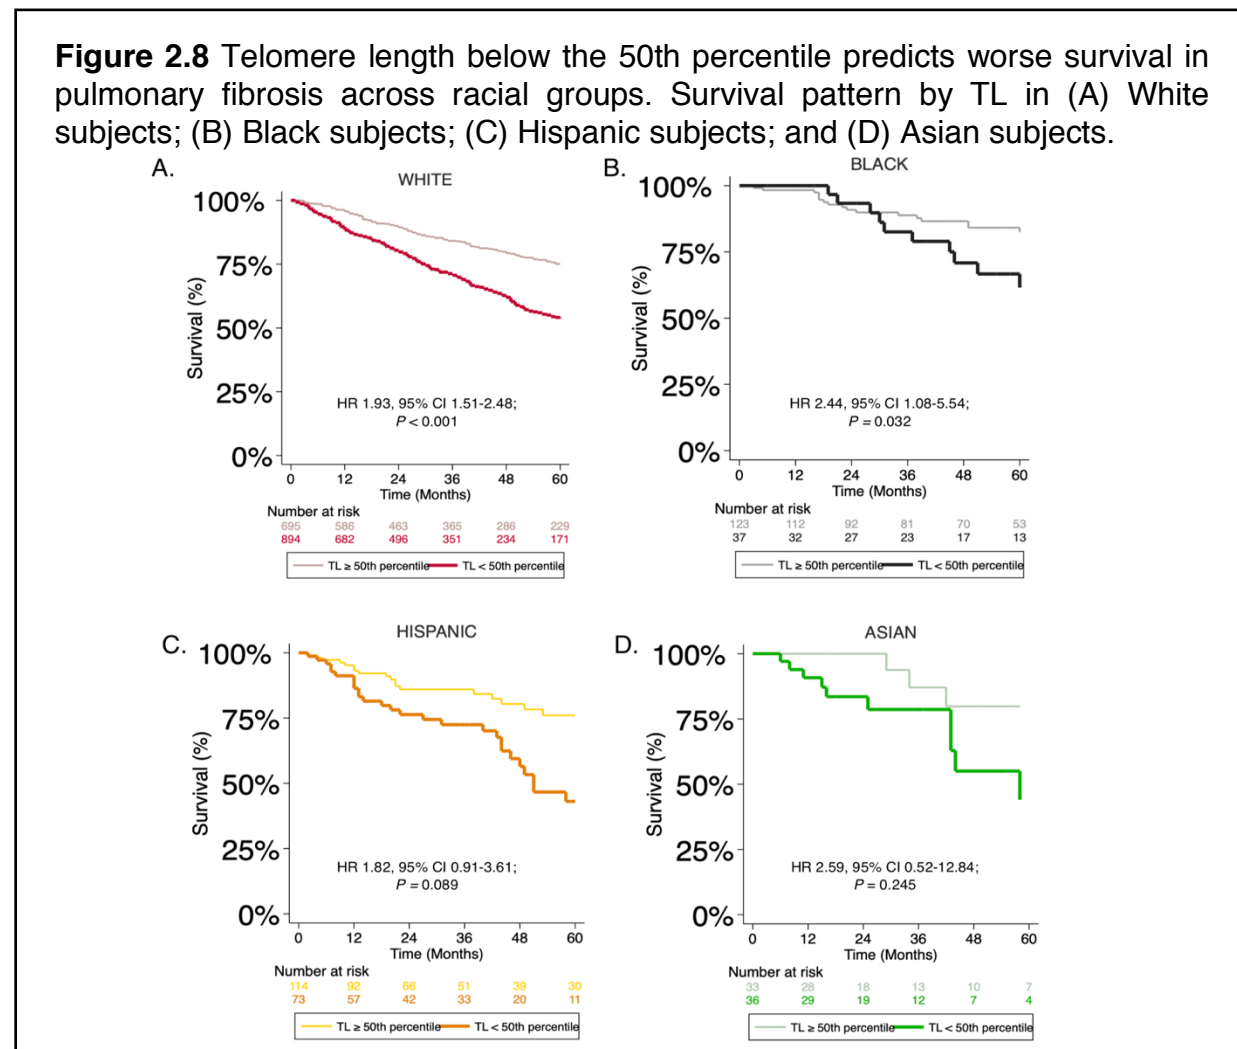 Figure 2.8 Telomere length below the 50th percentile predicts worse survival in
pulmonary fibrosis across racial groups. Survival pattern by TL in (A) White
subjects; (B) Black subjects; (C) Hispanic subjects; and (D) Asian subjects.
A.
WHITE
100%
75%
50%
25%
0%
Survival (%)
HR 1.93, 95% CI 1.51-2.48;
P < 0.001
0 12 24 36 48 60
Time (Months)
Number at risk
695 586 463 365 286 229
894 682 496 351 234 171
TL ≥ 50th percentile TL < 50th percentile
B.
BLACK
100%
75%
50%
25%
0%
Survival (%)
HR 2.44, 95% CI 1.08-5.54;
P = 0.032
0 12 24 36 48 60
Time (Months)
Number at risk
123 112 92 81 70 53
37 32 27 23 17 13
TL ≥ 50th percentile TL < 50th percentile
C.
HISPANIC
100%
75%
50%
25%
0%
Survival (%)
HR 1.82, 95% CI 0.91-3.61;
P = 0.089
0 12 24 36 48 60
Time (Months)
Number at risk
114 92 66 51 39 30
73 57 42 33 20 11
TL ≥ 50th percentile TL < 50th percentile
D.
ASIAN
100%
75%
50%
25%
0%
Survival (%)
HR 2.59, 95% CI 0.52-12.84;
P = 0.245
0 12 24 36 48 60
Time (Months)
Number at risk
33 28 18 13 10 7
36 29 19 12 7 4
TL ≥ 50th percentile TL < 50th percentile